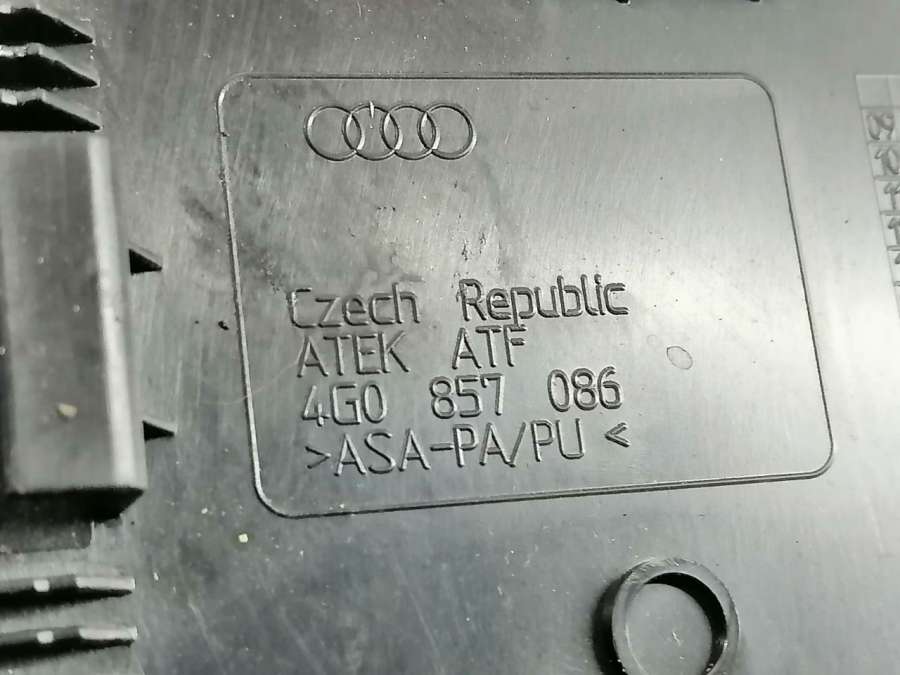 Czech Republic
ATEK ATF
4G0 857 086
>ASA-PA/PU<